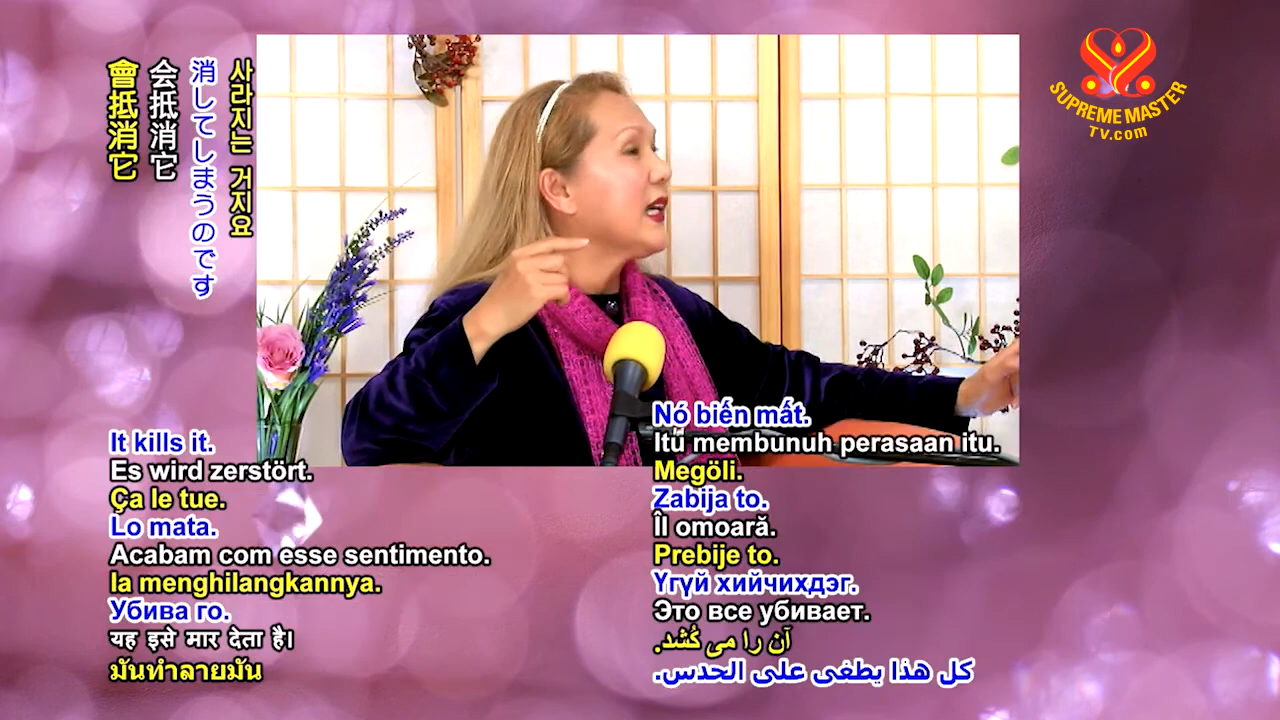 會抵消它
会抵消它
消してしまうのです
사라지는 거지요
SUPREME MASTER
TV.com
It kills it.
Es wird zerstört.
Ça le tue.
Lo mata.
Acabam com esse sentimento.
Ia menghilangkannya.
Убива го.
यह इसे मार देता है।
มันทำลายมัน
Nó biến mất.
Itu membunuh perasaan itu.
Megöli.
Zabija to.
Îl omoară.
Prebije to.
Үгүй хийчихдэг.
Это все убивает.
آن را می کُشد.
كل هذا يطغى على الحدس.